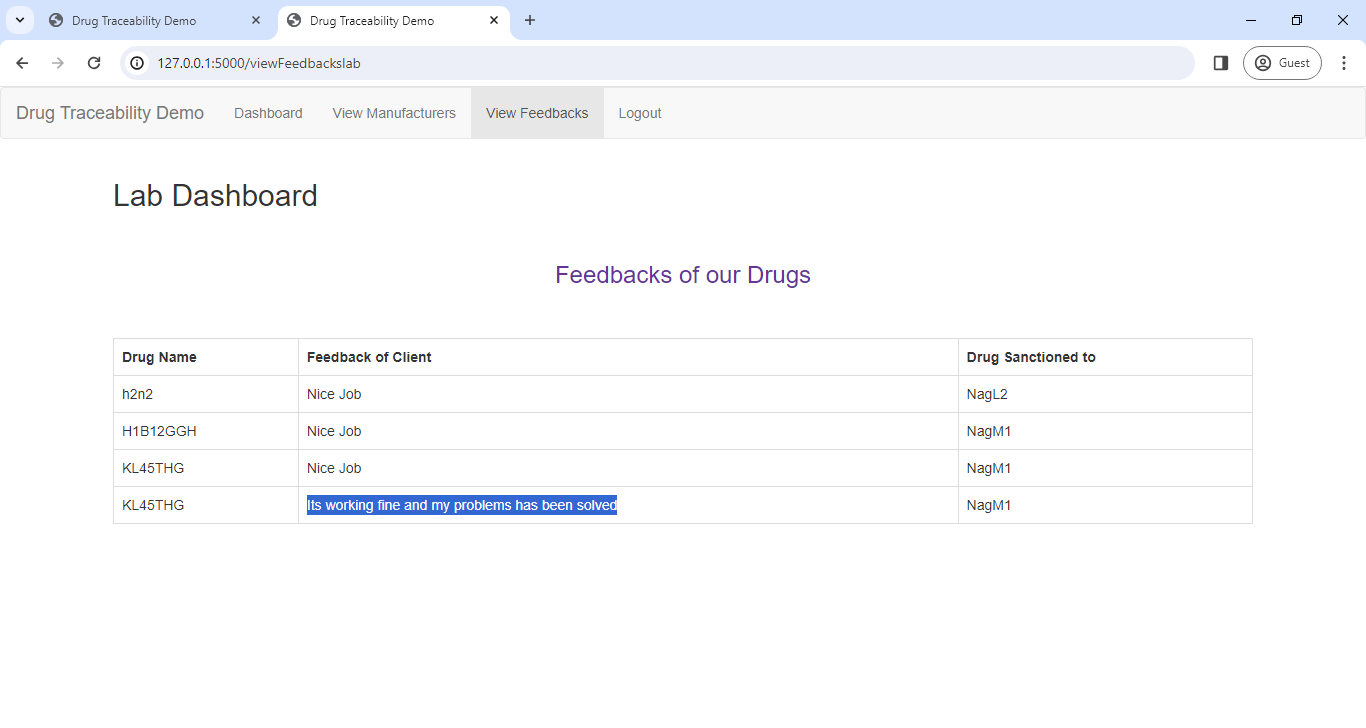 Drug Traceability Demo Drug Traceability Demo
127.0.0.1:5000/viewFeedbackslab Guest
Drug Traceability Demo Dashboard View Manufacturers View Feedbacks Logout
Lab Dashboard
Feedbacks of our Drugs
Drug Name Feedback of Client Drug Sanctioned to
h2n2 Nice Job NagL2
H1B12GGH Nice Job NagM1
KL45THG Nice Job NagM1
KL45THG Its working fine and my problems has been solved NagM1